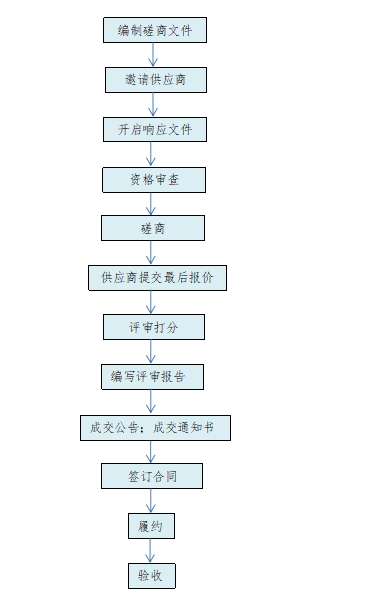 编制磋商文件
邀请供应商
开启响应文件
资格审查
磋商
供应商提交最后报价
评审打分
编写评审报告
成交公告；成交通知书
签订合同
履约
验收